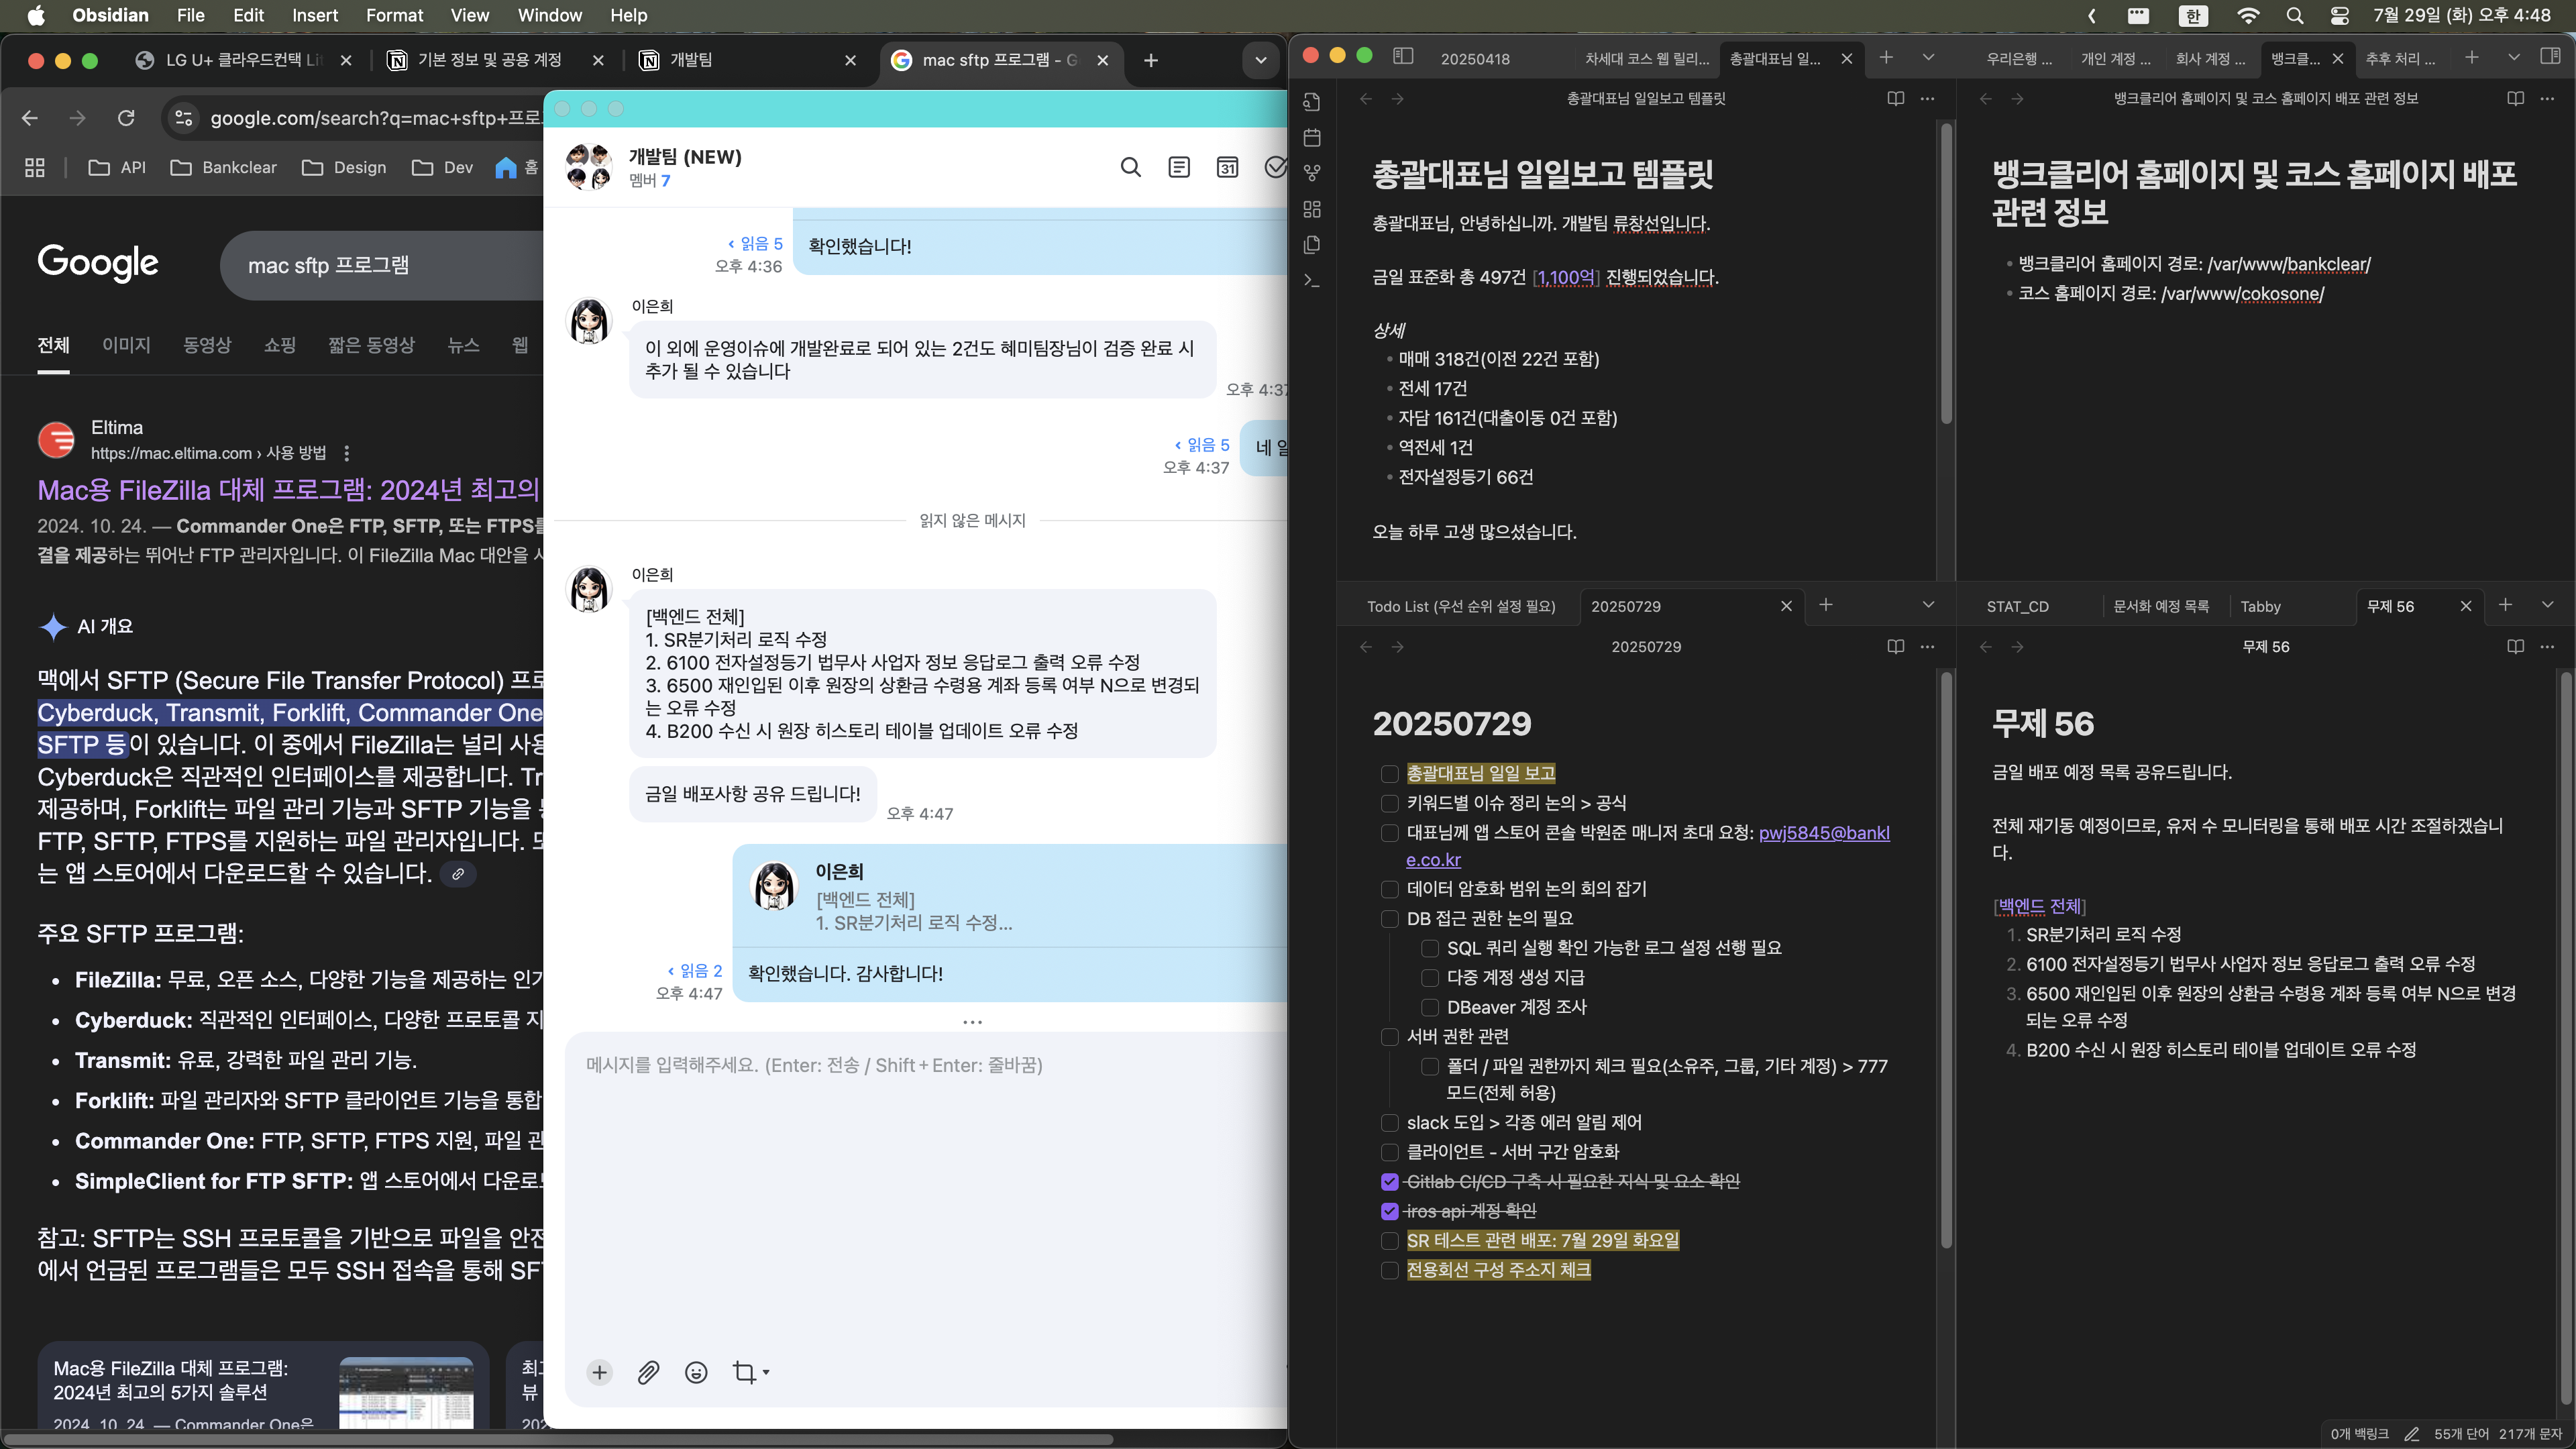 Obsidian File Edit Insert Format View Window Help
한 7월 29일 (화) 오후 4:48
LG U+ 클라우드컨택 Li
기본 정보 및 공용 계정
개발팀
mac sftp 프로그램 - G
google.com/search?q=mac+sftp+프로
API Bankclear Design Dev 홈
Google
mac sftp 프로그램
전체 이미지 동영상 쇼핑 짧은 동영상 뉴스 웹
Eltima
https://mac.eltima.com › 사용 방법
Mac용 FileZilla 대체 프로그램: 2024년 최고의
2024. 10. 24. — Commander One은 FTP, SFTP, 또는 FTPS를
결을 제공하는 뛰어난 FTP 관리자입니다. 이 FileZilla Mac 대안을 사
AI 개요
맥에서 SFTP (Secure File Transfer Protocol) 프로
Cyberduck, Transmit, Forklift, Commander One
SFTP 등이 있습니다. 이 중에서 FileZilla는 널리 사용
Cyberduck은 직관적인 인터페이스를 제공합니다. Tr
제공하며, Forklift는 파일 관리 기능과 SFTP 기능을
FTP, SFTP, FTPS를 지원하는 파일 관리자입니다. 또
는 앱 스토어에서 다운로드할 수 있습니다.
주요 SFTP 프로그램:
• FileZilla: 무료, 오픈 소스, 다양한 기능을 제공하는 인기
• Cyberduck: 직관적인 인터페이스, 다양한 프로토콜 지
• Transmit: 유료, 강력한 파일 관리 기능.
• Forklift: 파일 관리자와 SFTP 클라이언트 기능을 통합
• Commander One: FTP, SFTP, FTPS 지원, 파일 관
• SimpleClient for FTP SFTP: 앱 스토어에서 다운로드
참고: SFTP는 SSH 프로토콜을 기반으로 파일을 안전
에서 언급된 프로그램들은 모두 SSH 접속을 통해 SF
Mac용 FileZilla 대체 프로그램:
2024년 최고의 5가지 솔루션
2024. 10. 24. — Commander One은
최고
뷰
202
개발팀 (NEW)
멤버 7
31
읽음 5
오후 4:36
확인했습니다!
이은희
이 외에 운영이슈에 개발완료로 되어 있는 2건도 혜미팀장님이 검증 완료 시
추가 될 수 있습니다
오후 4:37
읽음 5
오후 4:37
네 알
읽지 않은 메시지
이은희
[백엔드 전체]
1. SR분기처리 로직 수정
2. 6100 전자설정등기 법무사 사업자 정보 응답로그 출력 오류 수정
3. 6500 재인입된 이후 원장의 상환금 수령용 계좌 등록 여부 N으로 변경되
는 오류 수정
4. B200 수신 시 원장 히스토리 테이블 업데이트 오류 수정
금일 배포사항 공유 드립니다!
오후 4:47
이은희
[백엔드 전체]
1. SR분기처리 로직 수정...
읽음 2
오후 4:47
확인했습니다. 감사합니다!
메시지를 입력해주세요. (Enter: 전송 / Shift + Enter: 줄바꿈)
20250418 차세대 코스 웹 릴리... 총괄대표님 일...
총괄대표님 일일보고 템플릿
총괄대표님 일일보고 템플릿
총괄대표님, 안녕하십니까. 개발팀 류창선입니다.
금일 표준화 총 497건 [1,100억] 진행되었습니다.
상세
• 매매 318건(이전 22건 포함)
• 전세 17건
• 자담 161건(대출이동 0건 포함)
• 역전세 1건
• 전자설정등기 66건
오늘 하루 고생 많으셨습니다.
우리은행 ... 개인 계정 ... 회사 계정 ... 뱅크클... 추후 처리 ...
뱅크클리어 홈페이지 및 코스 홈페이지 배포 관련 정보
뱅크클리어 홈페이지 및 코스 홈페이지 배포
관련 정보
• 뱅크클리어 홈페이지 경로: /var/www/bankclear/
• 코스 홈페이지 경로: /var/www/cokosone/
Todo List (우선 순위 설정 필요) 20250729
20250729
20250729
총괄대표님 일일 보고
키워드별 이슈 정리 논의 > 공식
대표님께 앱 스토어 콘솔 박원준 매니저 초대 요청: pwj5845@bankl
e.co.kr
데이터 암호화 범위 논의 회의 잡기
DB 접근 권한 논의 필요
SQL 쿼리 실행 확인 가능한 로그 설정 선행 필요
다중 계정 생성 지급
DBeaver 계정 조사
서버 권한 관련
폴더 / 파일 권한까지 체크 필요(소유주, 그룹, 기타 계정) > 777
모드(전체 허용)
slack 도입 > 각종 에러 알림 제어
클라이언트 - 서버 구간 암호화
Gitlab CI/CD 구축 시 필요한 지식 및 요소 확인
iros api 계정 확인
SR 테스트 관련 배포: 7월 29일 화요일
전용회선 구성 주소지 체크
STAT_CD 문서화 예정 목록 Tabby 무제 56
무제 56
무제 56
금일 배포 예정 목록 공유드립니다.
전체 재기동 예정이므로, 유저 수 모니터링을 통해 배포 시간 조절하겠습니
다.
[백엔드 전체]
1. SR분기처리 로직 수정
2. 6100 전자설정등기 법무사 사업자 정보 응답로그 출력 오류 수정
3. 6500 재인입된 이후 원장의 상환금 수령용 계좌 등록 여부 N으로 변경
되는 오류 수정
4. B200 수신 시 원장 히스토리 테이블 업데이트 오류 수정
0개 백링크 55개 단어 217개 문자